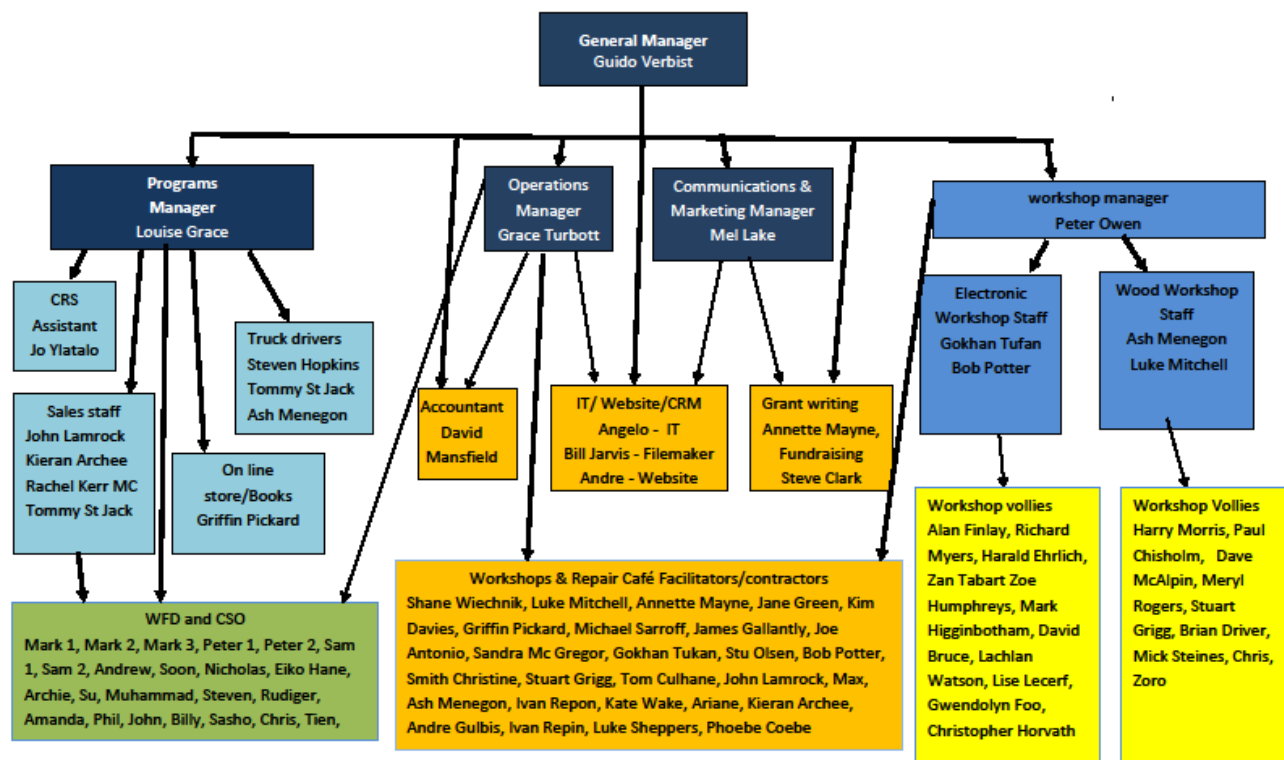 General Manager
Guido Verbist
Programs
Manager
Louise Grace
Operations
Manager
Grace Turbott
Communications &
Marketing Manager
Mel Lake
workshop manager
Peter Owen
CRS
Assistant
Jo Ylatalo
Truck drivers
Steven Hopkins
Tommy St Jack
Ash Menegon
Electronic
Workshop Staff
Gokhan Tufan
Bob Potter
Wood Workshop
Staff
Ash Menegon
Luke Mitchell
Sales staff
John Lamrock
Kieran Archee
Rachel Kerr MC
Tommy St Jack
On line
store/Books
Griffin Pickard
Accountant
David
Mansfield
IT/ Website/CRM
Angelo - IT
Bill Jarvis - Filemaker
Andre - Website
Grant writing
Annette Mayne,
Fundraising
Steve Clark
WFD and CSO
Mark 1, Mark 2, Mark 3, Peter 1, Peter 2, Sam
1, Sam 2, Andrew, Soon, Nicholas, Eiko Hane,
Archie, Su, Muhammad, Steven, Rudiger,
Amanda, Phil, John, Billy, Sasho, Chris, Tien,
Workshops & Repair Café Facilitators/contractors
Shane Wiechnik, Luke Mitchell, Annette Mayne, Jane Green, Kim
Davies, Griffin Pickard, Michael Sarroff, James Gallantly, Joe
Antonio, Sandra Mc Gregor, Gokhan Tukan, Stu Olsen, Bob Potter,
Smith Christine, Stuart Grigg, Tom Culhane, John Lamrock, Max,
Ash Menegon, Ivan Repon, Kate Wake, Ariane, Kieran Archee,
Andre Gulbis, Ivan Repin, Luke Sheppers, Phoebe Coebe
Workshop vollies
Alan Finlay, Richard
Myers, Harald Ehrlich,
Zan Tabart Zoe
Humphreys, Mark
Higginbotham, David
Bruce, Lachlan
Watson, Lise Lecerf,
Gwendolyn Foo,
Christopher Horvath
Workshop Vollies
Harry Morris, Paul
Chisholm, Dave
McAlpin, Meryl
Rogers, Stuart
Grigg, Brian Driver,
Mick Steines, Chris,
Zoro